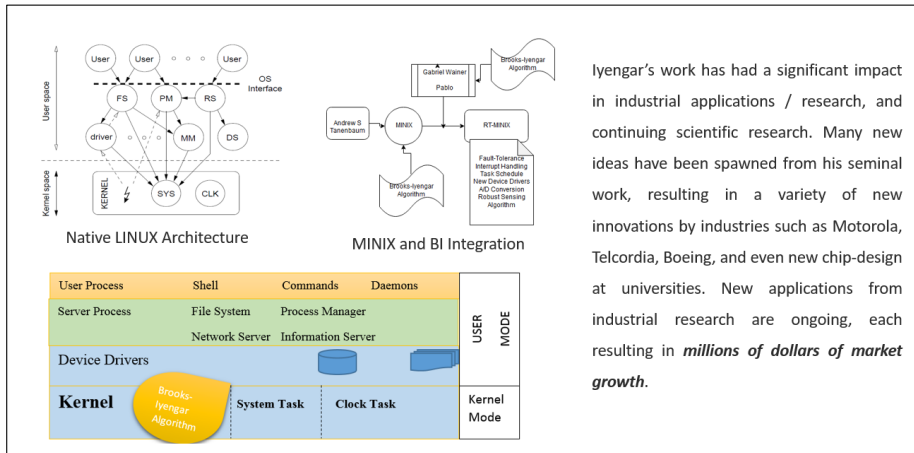 User
User
User
OS
Interface
User space
FS
PM
RS
driver
MM
DS
Kernel space
KERNEL
SYS
CLK
Native LINUX Architecture
Brooks-Iyengar
Algorithm
Gabriel Wainer
Pablo
Andrew S
Tanenbaum
MINIX
RT-MINIX
Fault-Tolerance
Interrupt Handling
Task Schedule
New Device Drivers
A/D Conversion
Robust Sensing
Algorithm
Brooks-Iyengar
Algorithm
MINIX and BI Integration
User Process Shell Commands Daemons
Server Process File System Process Manager
Network Server Information Server
Device Drivers
USER
MODE
Kernel
Brooks-
Iyengar
Algorithm
System Task Clock Task
Kernel
Mode
Iyengar’s work has had a significant impact
in industrial applications / research, and
continuing scientific research. Many new
ideas have been spawned from his seminal
work, resulting in a variety of new
innovations by industries such as Motorola,
Telcordia, Boeing, and even new chip-design
at universities. New applications from
industrial research are ongoing, each
resulting in millions of dollars of market
growth.